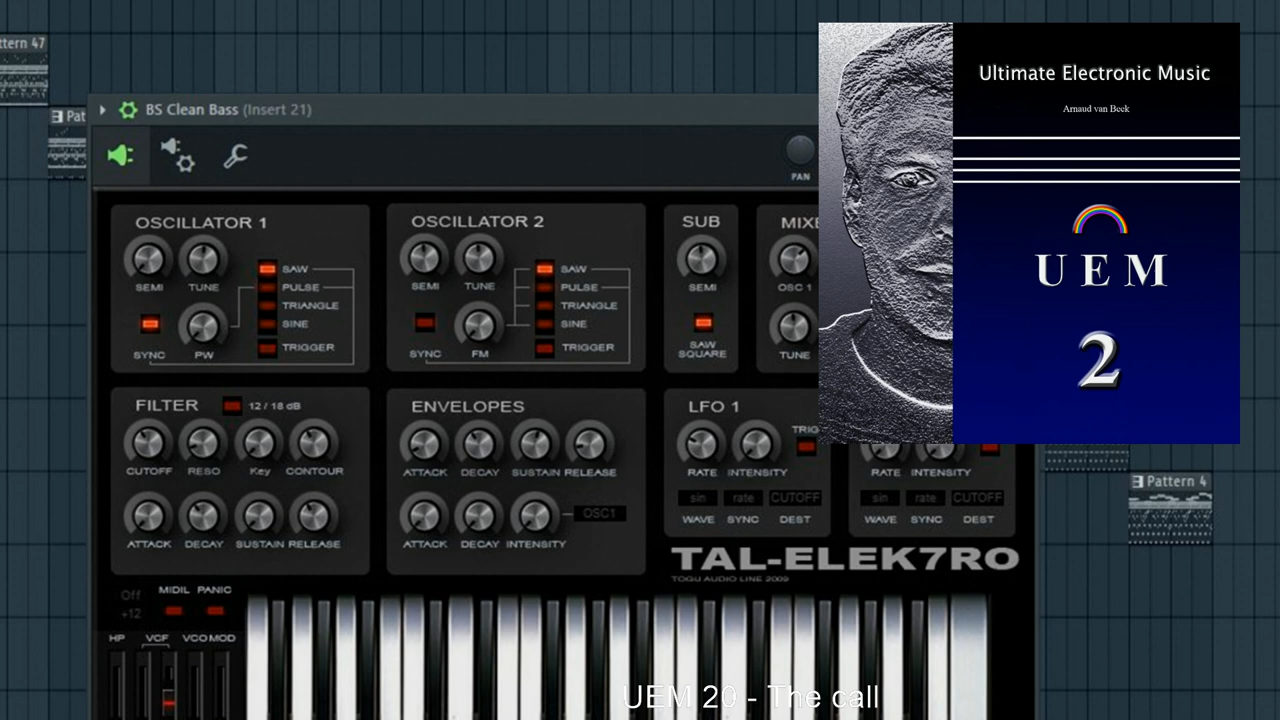 ttern 47
Pat
BS Clean Bass (Insert 21)
PAN
OSCILLATOR 1
SEMI TUNE
SYNC PW
SAW
PULSE
TRIANGLE
SINE
TRIGGER
OSCILLATOR 2
SEMI TUNE
SYNC FM
SAW
PULSE
TRIANGLE
SINE
TRIGGER
SUB
SEMI
SAW
SQUARE
MIXE
OSC 1
TUNE
FILTER 12 / 18 dB
CUTOFF RESO Key CONTOUR
ATTACK DECAY SUSTAIN RELEASE
ENVELOPES
ATTACK DECAY SUSTAIN RELEASE
OSC1
ATTACK DECAY INTENSITY
LFO 1
TRIG
RATE INTENSITY
sin rate CUTOFF
WAVE SYNC DEST
RATE INTENSITY
sin rate CUTOFF
WAVE SYNC DEST
TAL-ELEK7RO
TOGU AUDIO LINE 2009
Off
+12
MIDIL PANIC
HP VCF VCO MOD
Ultimate Electronic Music
Arnaud van Beek
UEM
2
Pattern 4
UEM 20 - The call